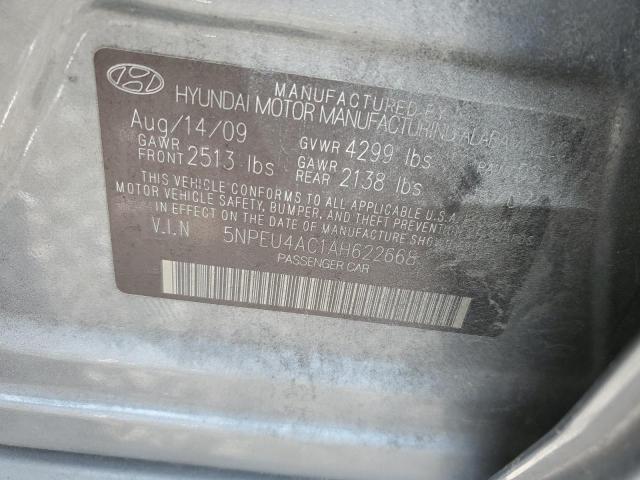 MANUFACTURED BY
HYUNDAI MOTOR MANUFACTURING
Aug/14/09 GVWR 4299 lbs
GAWR FRONT 2513 lbs GAWR REAR 2138 lbs
THIS VEHICLE CONFORMS TO ALL APPLICABLE U.S.A.
MOTOR VEHICLE SAFETY, BUMPER, AND THEFT
IN EFFECT ON THE DATE OF MANUFACTURE SHOWN
V.I.N 5NPEU4AC1AH622668
PASSENGER CAR